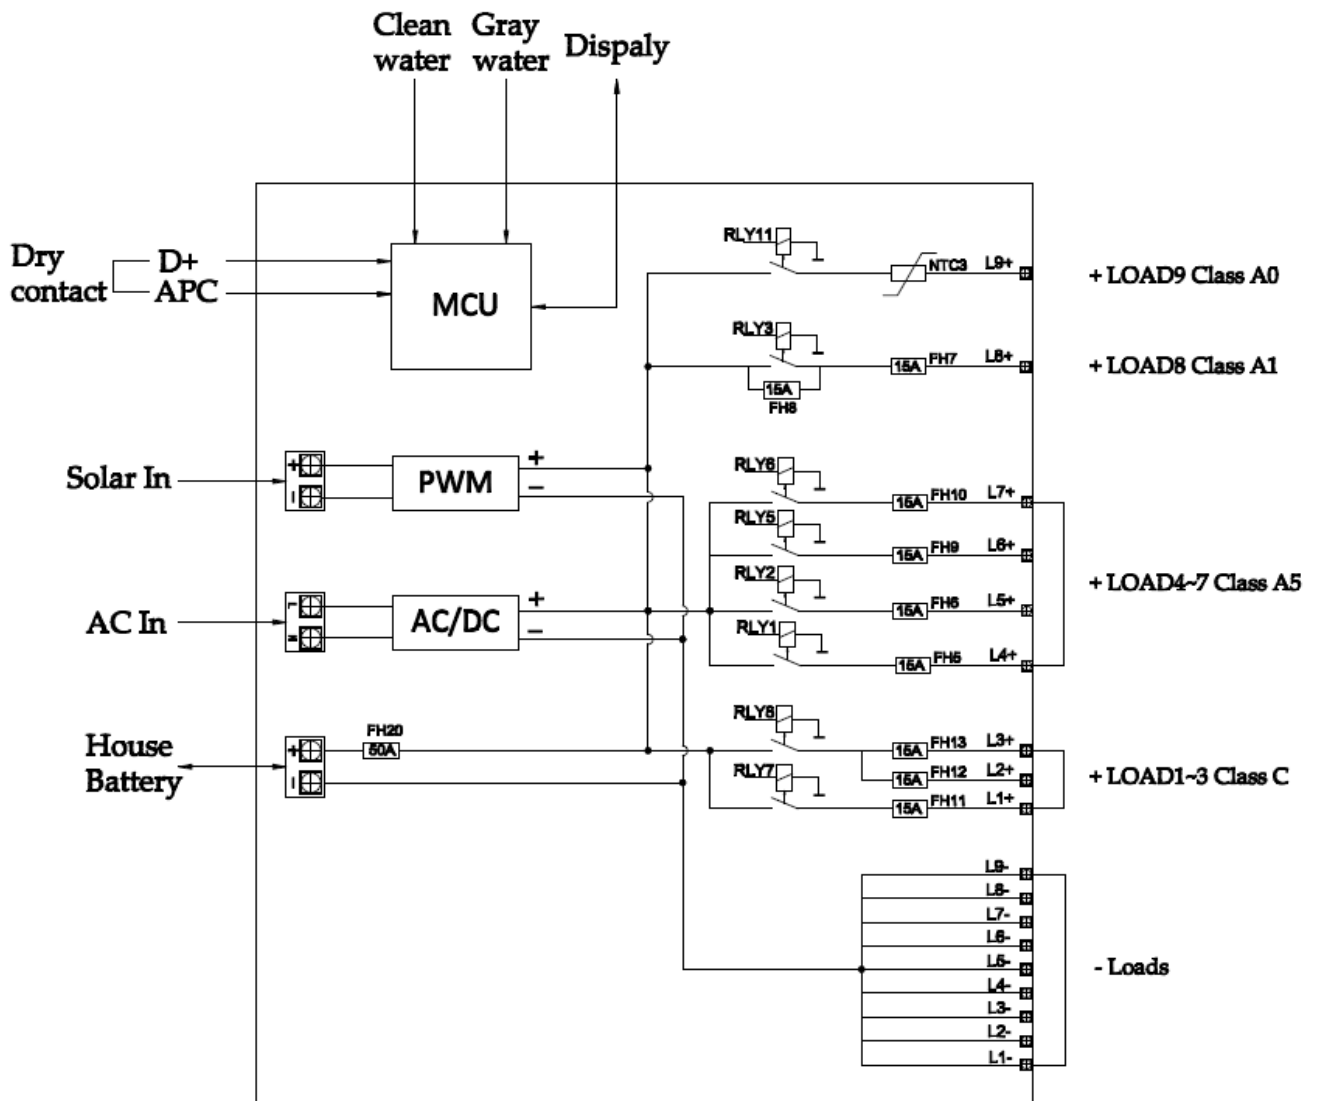 Clean Gray
water water
Dispaly
Dry
contact
D+
APC
MCU
RLY11
NTC3
L9+
+ LOAD9 Class A0
RLY3
15A
FH7
L8+
15A
FH8
+ LOAD8 Class A1
Solar In
+
−
PWM
+
−
RLY6
15A
FH10
L7+
RLY5
15A
FH9
L6+
RLY2
15A
FH6
L5+
RLY1
15A
FH5
L4+
+ LOAD4~7 Class A5
AC In
L
N
AC/DC
+
−
House
Battery
+
−
FH20
50A
RLY8
15A
FH13
L3+
15A
FH12
L2+
RLY7
15A
FH11
L1+
+ LOAD1~3 Class C
L9-
L8-
L7-
L6-
L5-
L4-
L3-
L2-
L1-
- Loads